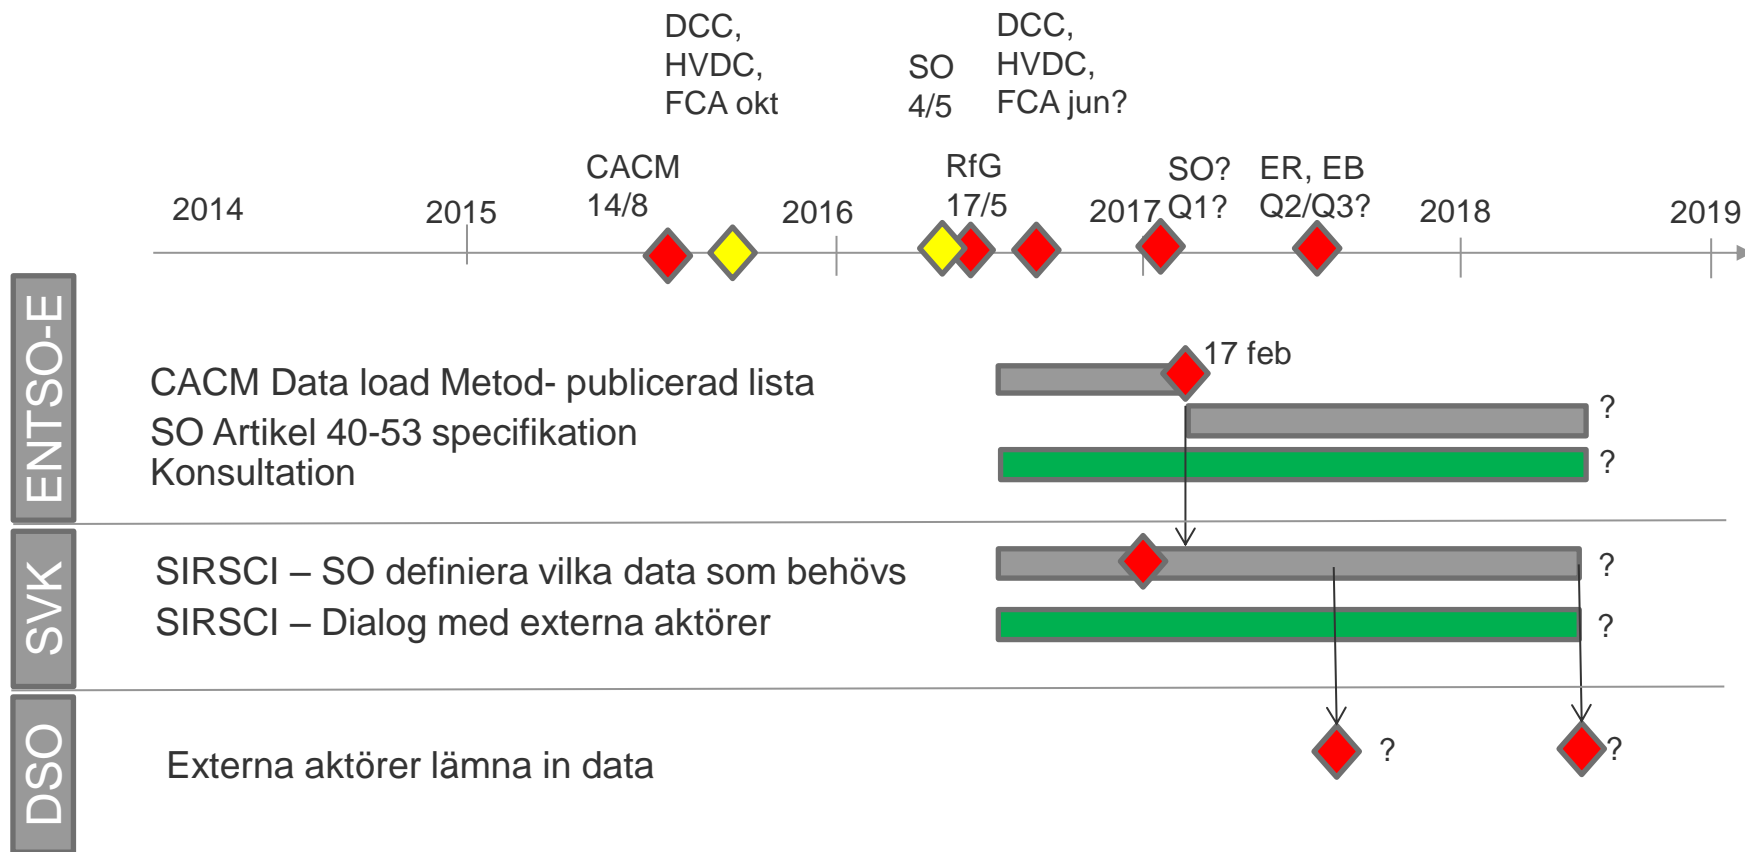 DCC,
HVDC,
FCA okt
SO
4/5
DCC,
HVDC,
FCA jun?
CACM
14/8
RfG
17/5
SO?
Q1?
ER, EB
Q2/Q3?
2014
2015
2016
2017
2018
2019
ENTSO-E
17 feb
CACM Data load Metod- publicerad lista
SO Artikel 40-53 specifikation
?
Konsultation
?
SVK
SIRSCI – SO definiera vilka data som behövs
?
SIRSCI – Dialog med externa aktörer
?
DSO
Externa aktörer lämna in data
?
?